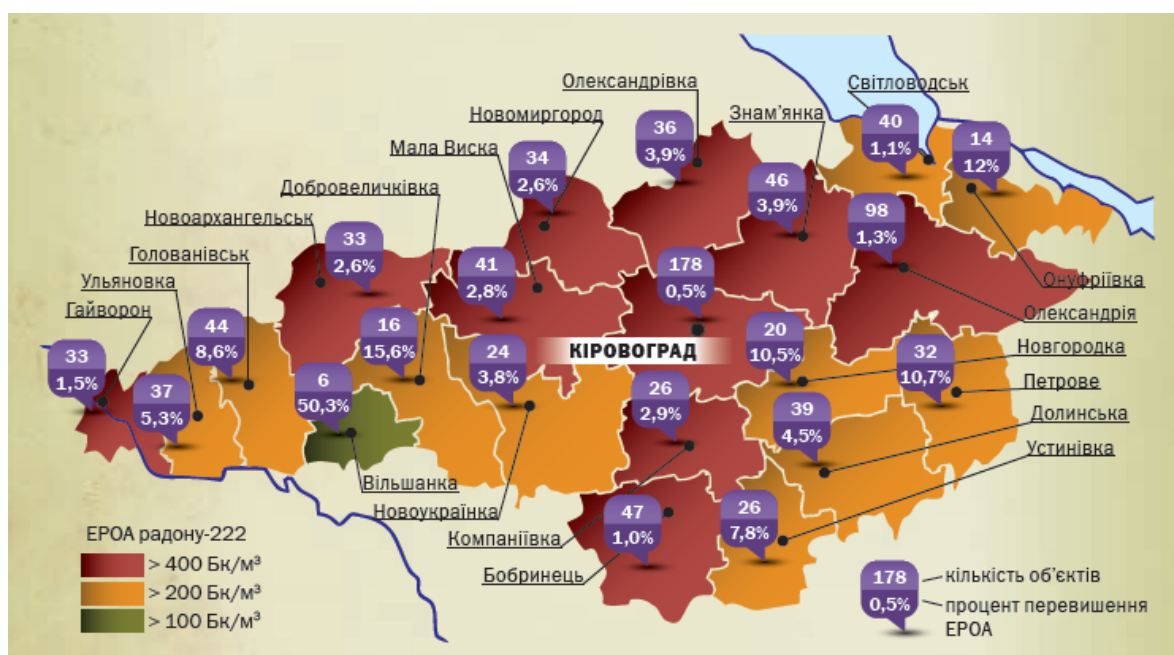 Олександрівка
Світловодськ
Новомиргород
Знам’янка
Мала Виска
Добровеличківка
Новоархангельськ
Голованівськ
Ульяновка
Гайворон
36
3,9%
40
1,1%
14
12%
34
2,6%
46
3,9%
98
1,3%
33
2,6%
41
2,8%
178
0,5%
Онуфріївка
Олександрія
44
8,6%
16
15,6%
24
3,8%
КІРОВОГРАД
20
10,5%
32
10,7%
Новгородка
Петрове
33
1,5%
37
5,3%
6
50,3%
26
2,9%
39
4,5%
Долинська
Устинівка
Вільшанка
Новоукраїнка
Компаніївка
Бобринець
47
1,0%
26
7,8%
ЕРОА радону-222
> 400 Бк/м³
> 200 Бк/м³
> 100 Бк/м³
178
0,5%
кількість об’єктів
процент перевишення
ЕРОА